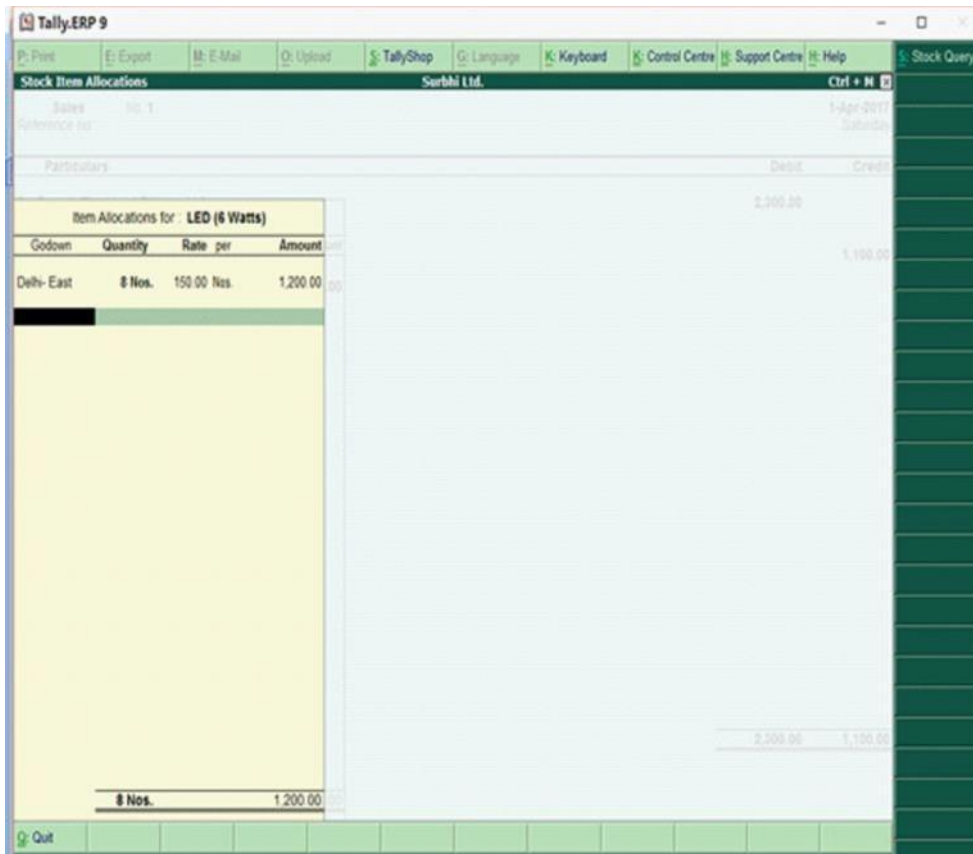 Tally.ERP 9
P: Print E: Export M: E-Mail O: Upload S: TallyShop G: Language K: Keyboard K: Control Centre H: Support Centre H: Help S: Stock Query
Stock Item Allocations Surbhi Ltd. Ctrl + N
Sales No. 1 1-Apr-2017
Reference no. Saturday
Particulars Debit Credit
2,300.00
Item Allocations for : LED (6 Watts)
Godown Quantity Rate per Amount
1,100.00
Delhi- East 8 Nos. 150.00 Nos. 1,200.00
2,300.00 1,100.00
8 Nos. 1,200.00
Q: Quit